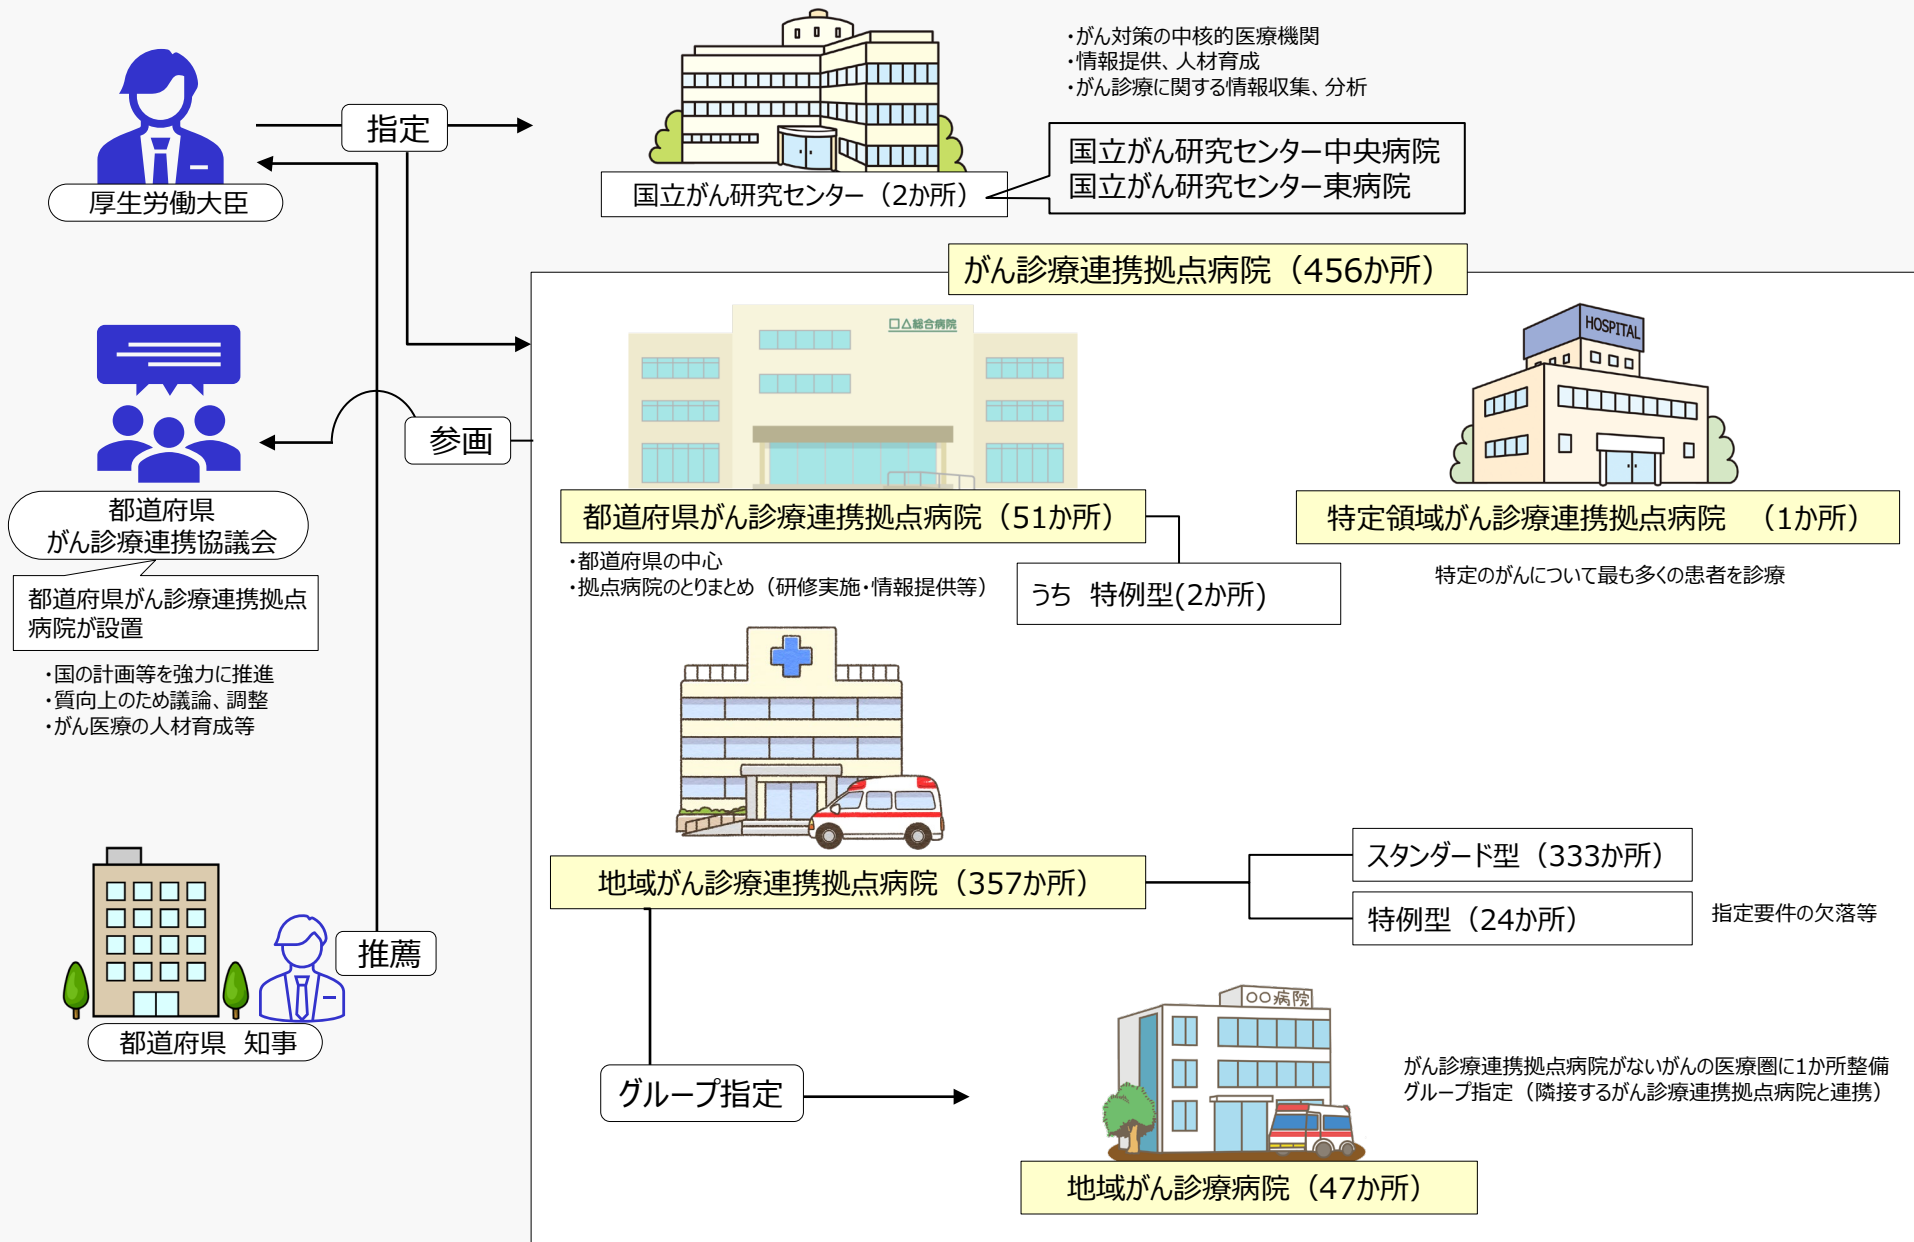 ・がん対策の中核的医療機関
・情報提供、人材育成
・がん診療に関する情報収集、分析
指定
国立がん研究センター中央病院
国立がん研究センター東病院
厚生労働大臣
国立がん研究センター（2か所）
がん診療連携拠点病院（456か所）
□△総合病院
HOSPITAL
参画
都道府県
がん診療連携協議会
都道府県がん診療連携拠点病院（51か所）
特定領域がん診療連携拠点病院　（1か所）
・都道府県の中心
・拠点病院のとりまとめ（研修実施・情報提供等）
うち 特例型(2か所)
特定のがんについて最も多くの患者を診療
都道府県がん診療連携拠点
病院が設置
・国の計画等を強力に推進
・質向上のため議論、調整
・がん医療の人材育成等
地域がん診療連携拠点病院（357か所）
スタンダード型（333か所）
特例型（24か所）
指定要件の欠落等
推薦
都道府県　知事
グループ指定
○○病院
がん診療連携拠点病院がないがんの医療圏に1か所整備
グループ指定（隣接するがん診療連携拠点病院と連携）
地域がん診療病院（47か所）